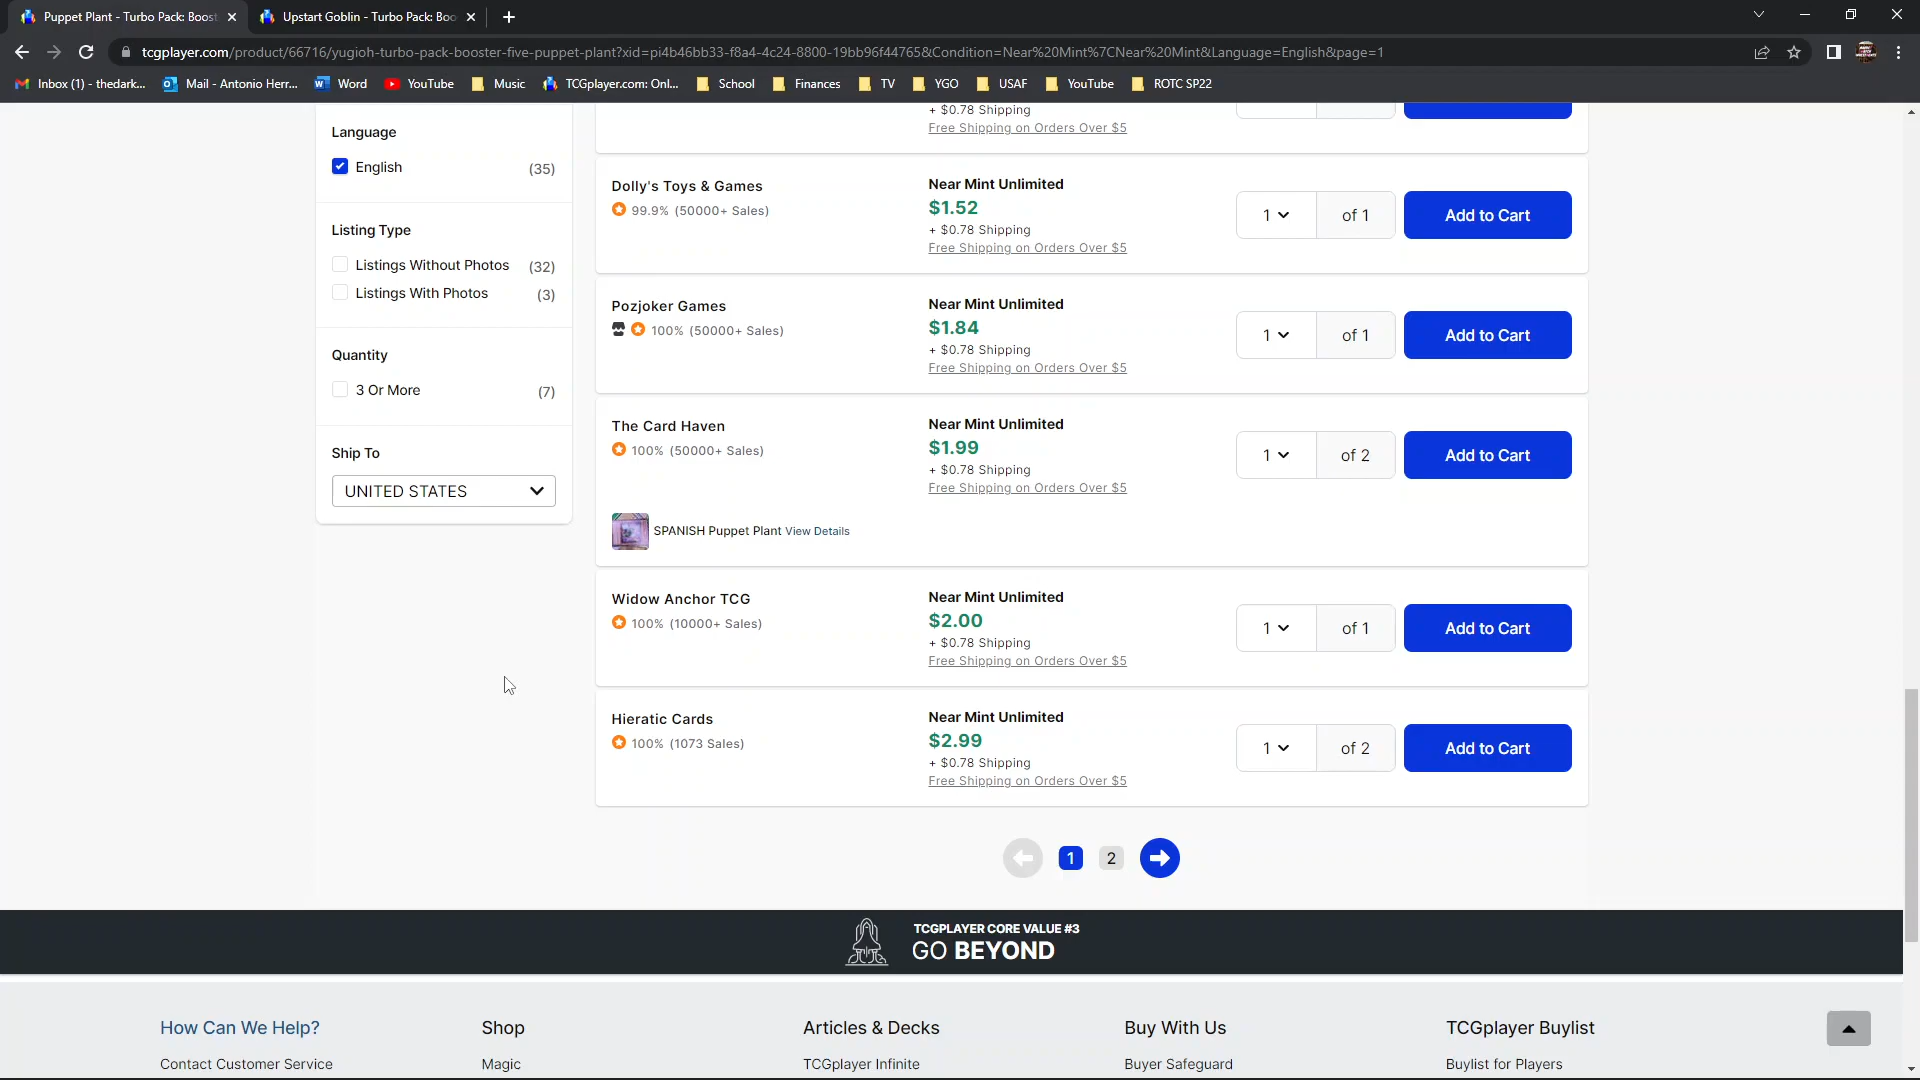 Puppet Plant - Turbo Pack: Boost
Upstart Goblin - Turbo Pack: Boo
tcgplayer.com/product/66716/yugioh-turbo-pack-booster-five-puppet-plant?xid=pi4b46bb33-f8a4-4c24-8800-19bb96f44765&Condition=Near%20Mint%7CNear%20Mint&Language=English&page=1
Inbox (1) - thedark...
Mail - Antonio Herr...
Word
YouTube
Music
TCGplayer.com: Onl...
School
Finances
TV
YGO
USAF
YouTube
ROTC SP22
Language
English (35)
Listing Type
Listings Without Photos (32)
Listings With Photos (3)
Quantity
3 Or More (7)
Ship To
UNITED STATES
+ $0.78 Shipping
Free Shipping on Orders Over $5
Dolly's Toys & Games
99.9% (50000+ Sales)
Near Mint Unlimited
$1.52
+ $0.78 Shipping
Free Shipping on Orders Over $5
1 of 1
Add to Cart
Pozjoker Games
100% (50000+ Sales)
Near Mint Unlimited
$1.84
+ $0.78 Shipping
Free Shipping on Orders Over $5
1 of 1
Add to Cart
The Card Haven
100% (50000+ Sales)
Near Mint Unlimited
$1.99
+ $0.78 Shipping
Free Shipping on Orders Over $5
1 of 2
Add to Cart
SPANISH Puppet Plant View Details
Widow Anchor TCG
100% (10000+ Sales)
Near Mint Unlimited
$2.00
+ $0.78 Shipping
Free Shipping on Orders Over $5
1 of 1
Add to Cart
Hieratic Cards
100% (1073 Sales)
Near Mint Unlimited
$2.99
+ $0.78 Shipping
Free Shipping on Orders Over $5
1 of 2
Add to Cart
1 2
TCGPLAYER CORE VALUE #3
GO BEYOND
How Can We Help?
Contact Customer Service
Shop
Magic
Articles & Decks
TCGplayer Infinite
Buy With Us
Buyer Safeguard
TCGplayer Buylist
Buylist for Players